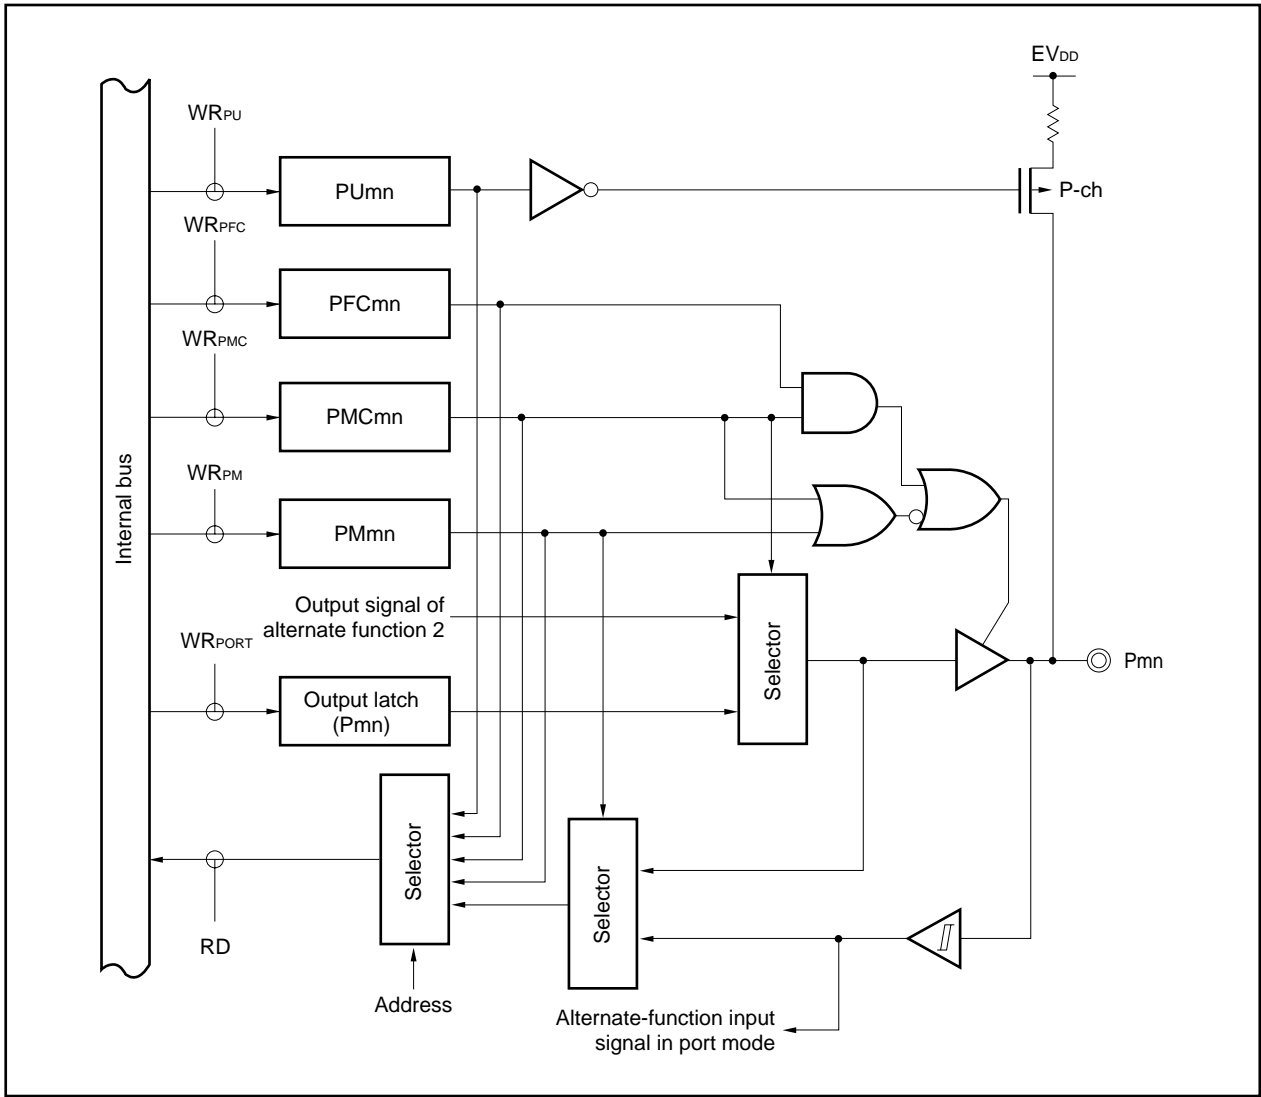 EVDD
WRPU
PUmn
P-ch
WRPFC
PFCmn
WRPMC
PMCmn
Internal bus
WRPM
PMmn
Output signal of
alternate function 2
Selector
WRPORT
Pmn
Output latch
(Pmn)
Selector
Selector
RD
Address
Alternate-function input
signal in port mode